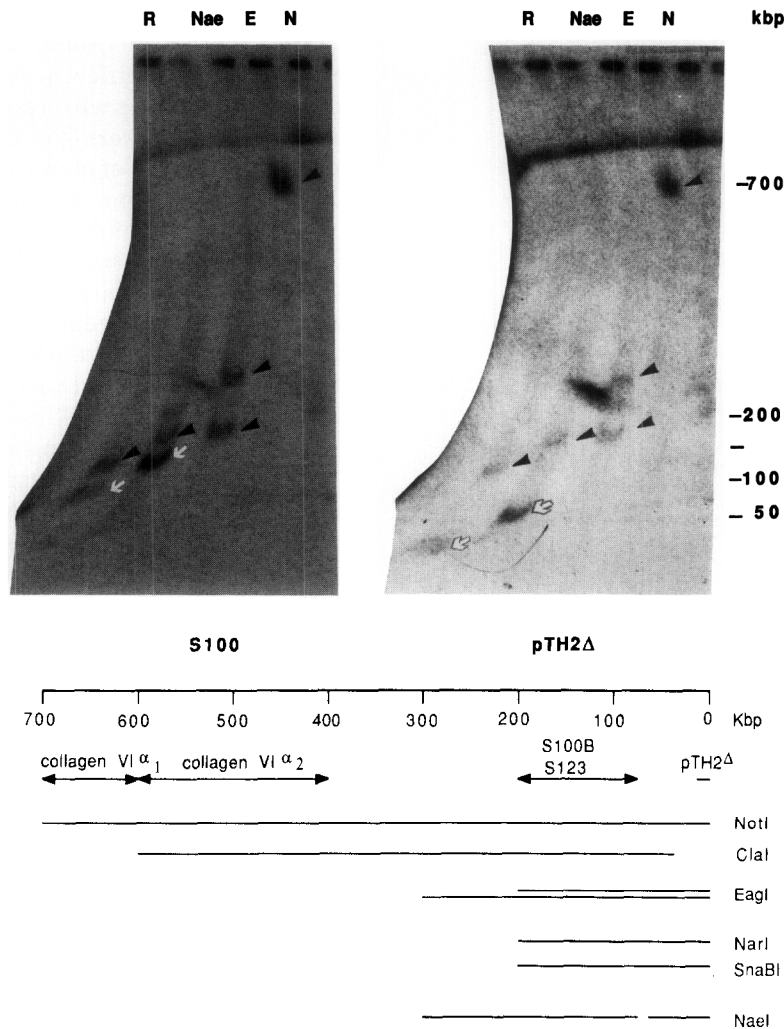 R Nae E N R Nae E N kbp
–700
–200
–
–100
– 50
S100 pTH2Δ
700 600 500 400 300 200 100 0 Kbp
collagen VI α1 collagen VI α2 S100B pTH2Δ
S123
NotI
ClaI
EagI
NarI
SnaBI
NaeI